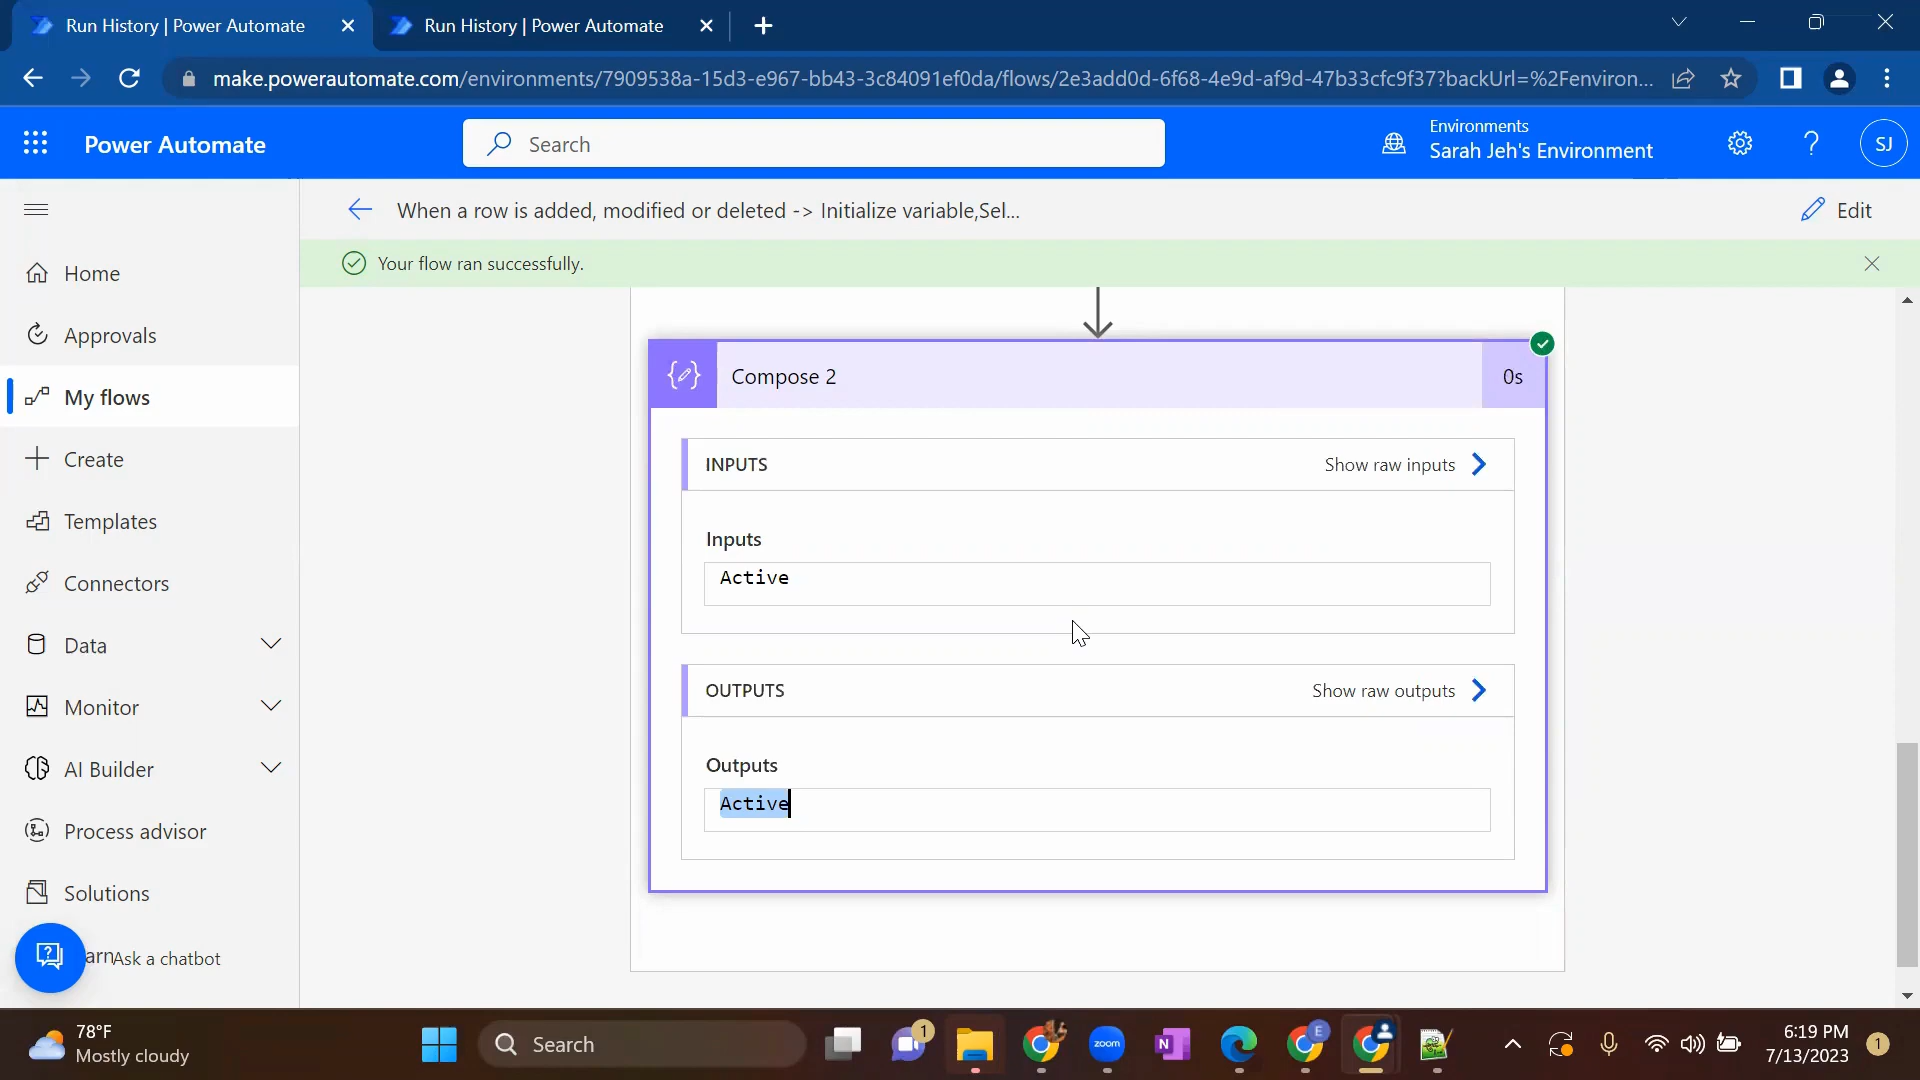 Run History | Power Automate
Run History | Power Automate
make.powerautomate.com/environments/7909538a-15d3-e967-bb43-3c84091ef0da/flows/2e3add0d-6f68-4e9d-af9d-47b33cfc9f37?backUrl=%2Fenviron...
Power Automate
Search
Environments
Sarah Jeh's Environment
SJ
When a row is added, modified or deleted -> Initialize variable,Sel...
Edit
Your flow ran successfully.
Home
Approvals
My flows
Create
Templates
Connectors
Data
Monitor
AI Builder
Process advisor
Solutions
arn
Ask a chatbot
Compose 2
0s
INPUTS
Show raw inputs
Inputs
Active
OUTPUTS
Show raw outputs
Outputs
Active
78°F
Mostly cloudy
Search
1
zoom
N
E
6:19 PM
7/13/2023
1